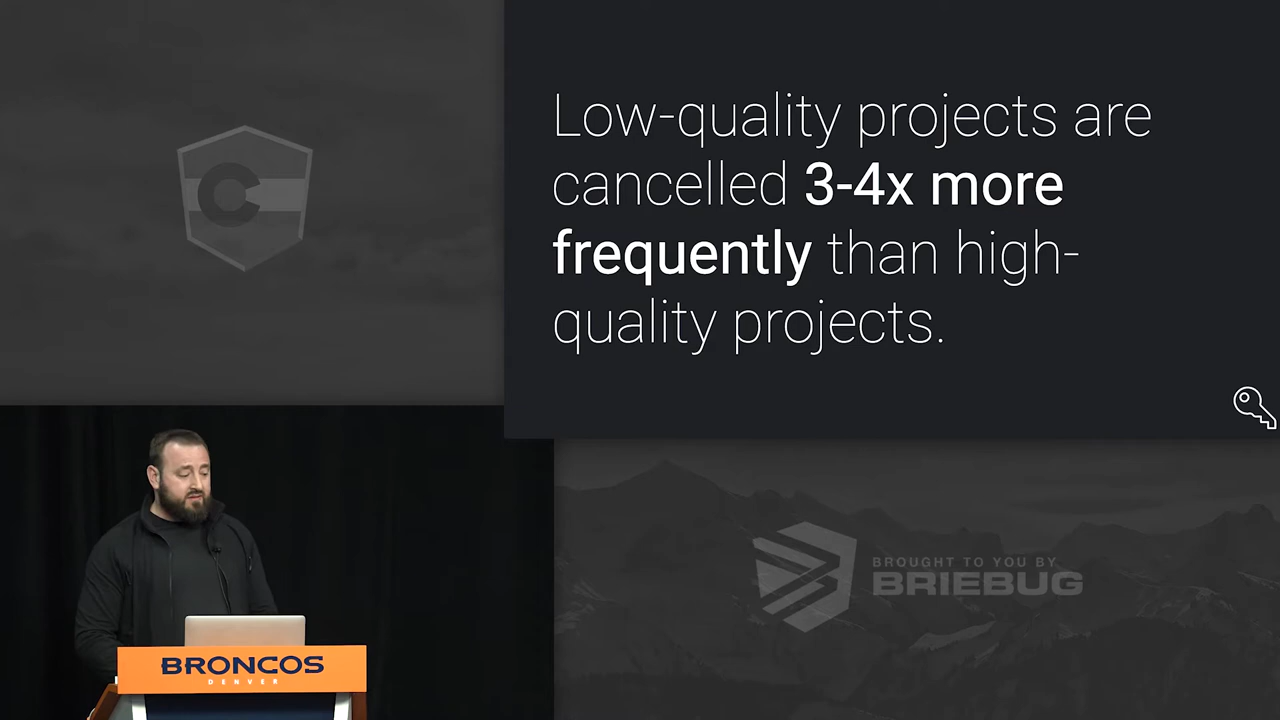 Low-quality projects are
cancelled 3-4x more
frequently than high-
quality projects.
C
BROUGHT TO YOU BY
BRIEBUG
BRONCOS
DENVER